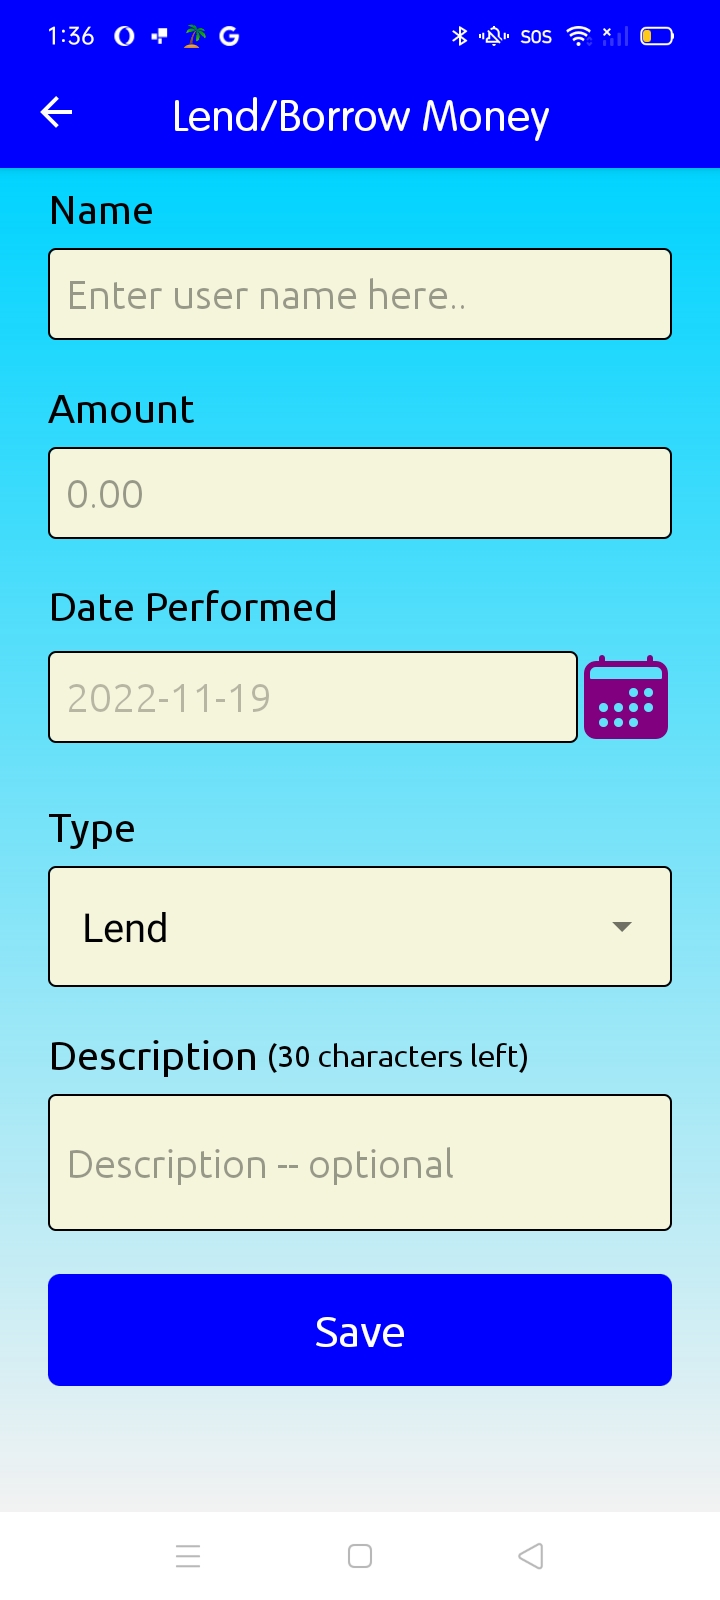 1:36 SOS
Lend/Borrow Money
Name
Enter user name here..
Amount
0.00
Date Performed
2022-11-19
Type
Lend
Description (30 characters left)
Description -- optional
Save